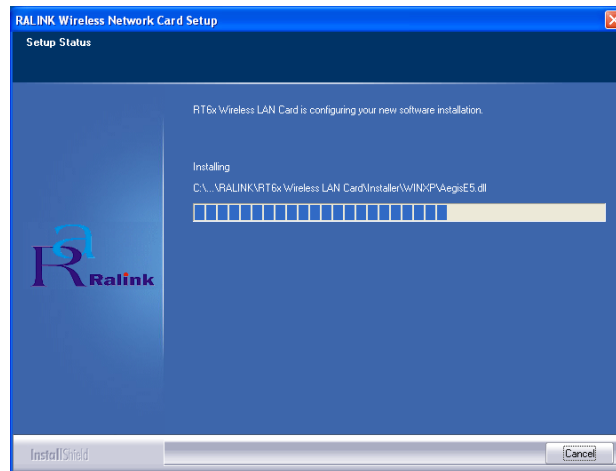 RALINK Wireless Network Card Setup
Setup Status
RT6x Wireless LAN Card is configuring your new software installation.
Installing
C:\...\RALINK\RT6x Wireless LAN Card\Installer\WINXP\AegisE5.dll
Ralink
InstallShield
Cancel